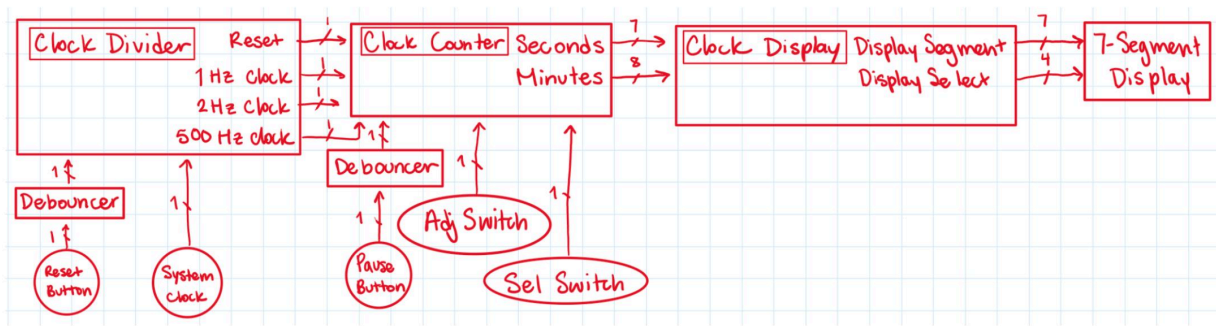 Clock Divider
Reset
1 Hz Clock
2Hz Clock
500 Hz Clock
1
1
1
1
Clock Counter
Seconds
Minutes
7
8
Clock Display
Display Segment
Display Select
7
4
7-Segment
Display
1
Debouncer
1
Reset
Button
1
System
Clock
1
Debouncer
1
Pause
Button
1
Adj Switch
1
Sel Switch